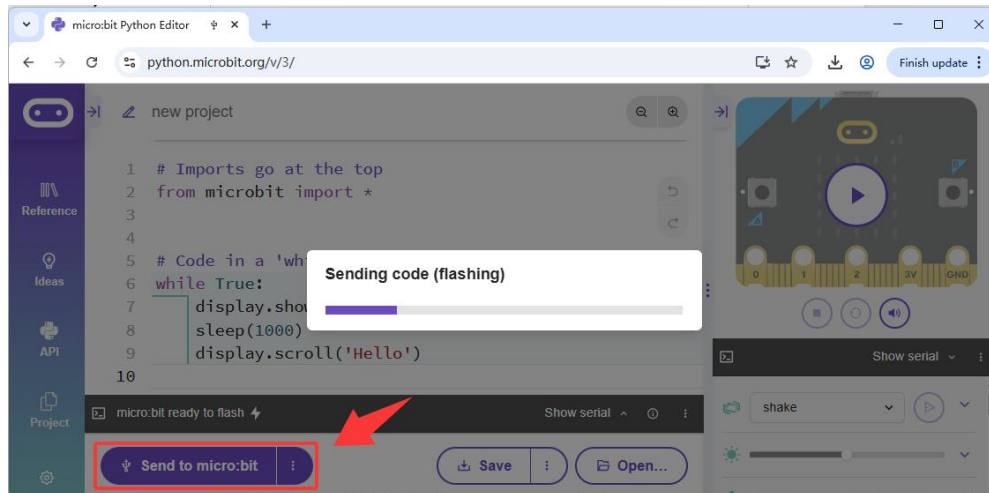 micro:bit Python Editor
python.microbit.org/v/3/
Finish update
new project
1 # Imports go at the top
2 from microbit import *
3
4
5 # Code in a 'wh
6 while True:
7 display.show
8 sleep(1000)
9 display.scroll('Hello')
10
Reference
Ideas
API
Project
Sending code (flashing)
micro:bit ready to flash
Show serial
Send to micro:bit
Save
Open...
0 1 2 3V GND
Show serial
shake